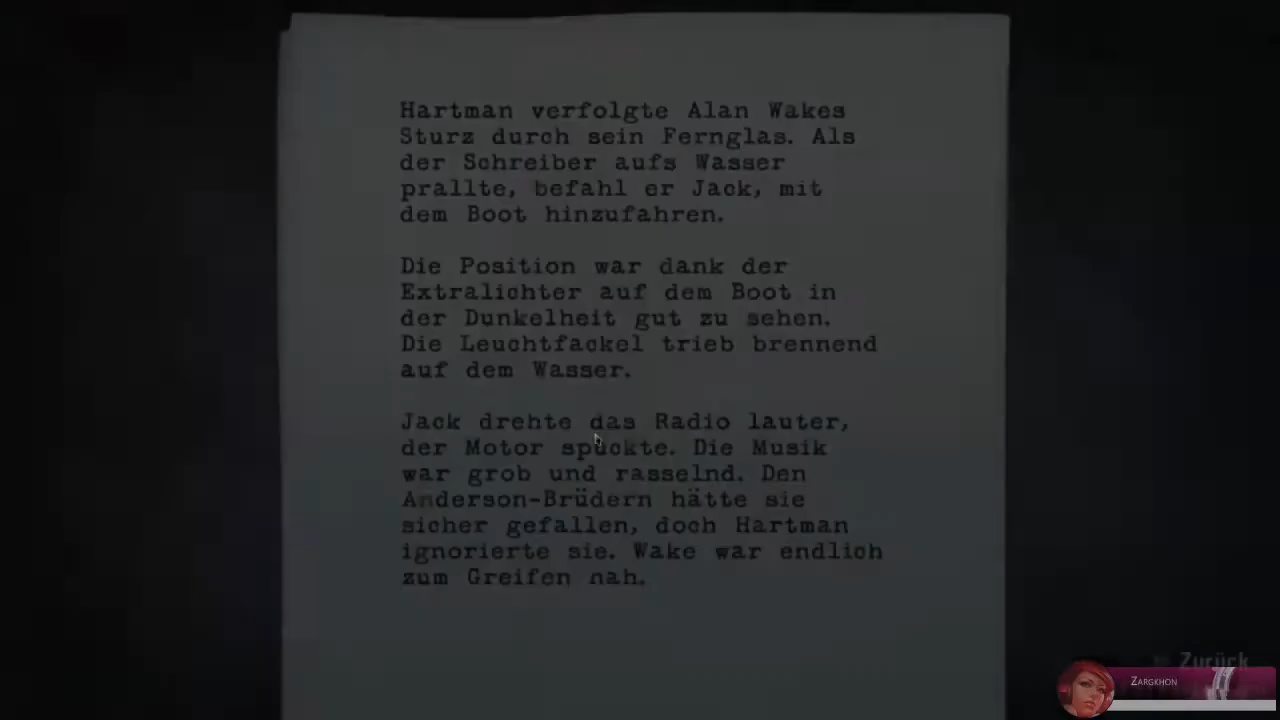 Hartman verfolgte Alan Wakes
Sturz durch sein Fernglas. Als
der Schreiber aufs Wasser
prallte, befahl er Jack, mit
dem Boot hinzufahren.
Die Position war dank der
Extralichter auf dem Boot in
der Dunkelheit gut zu sehen.
Die Leuchtfackel trieb brennend
auf dem Wasser.
Jack drehte das Radio lauter,
der Motor spuckte. Die Musik
war grob und rasselnd. Den
Anderson-Brüdern hätte sie
sicher gefallen, doch Hartman
ignorierte sie. Wake war endlich
zum Greifen nah.
Zurück
Zargkhon